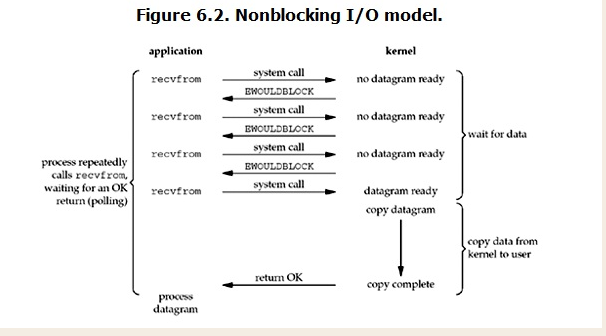 Figure 6.2. Nonblocking I/O model.
application
kernel
recvfrom
system call
no datagram ready
EWOULDBLOCK
recvfrom
system call
no datagram ready
EWOULDBLOCK
recvfrom
system call
no datagram ready
EWOULDBLOCK
recvfrom
system call
datagram ready
wait for data
process repeatedly
calls recvfrom,
waiting for an OK
return (polling)
copy datagram
copy data from
kernel to user
return OK
copy complete
process
datagram